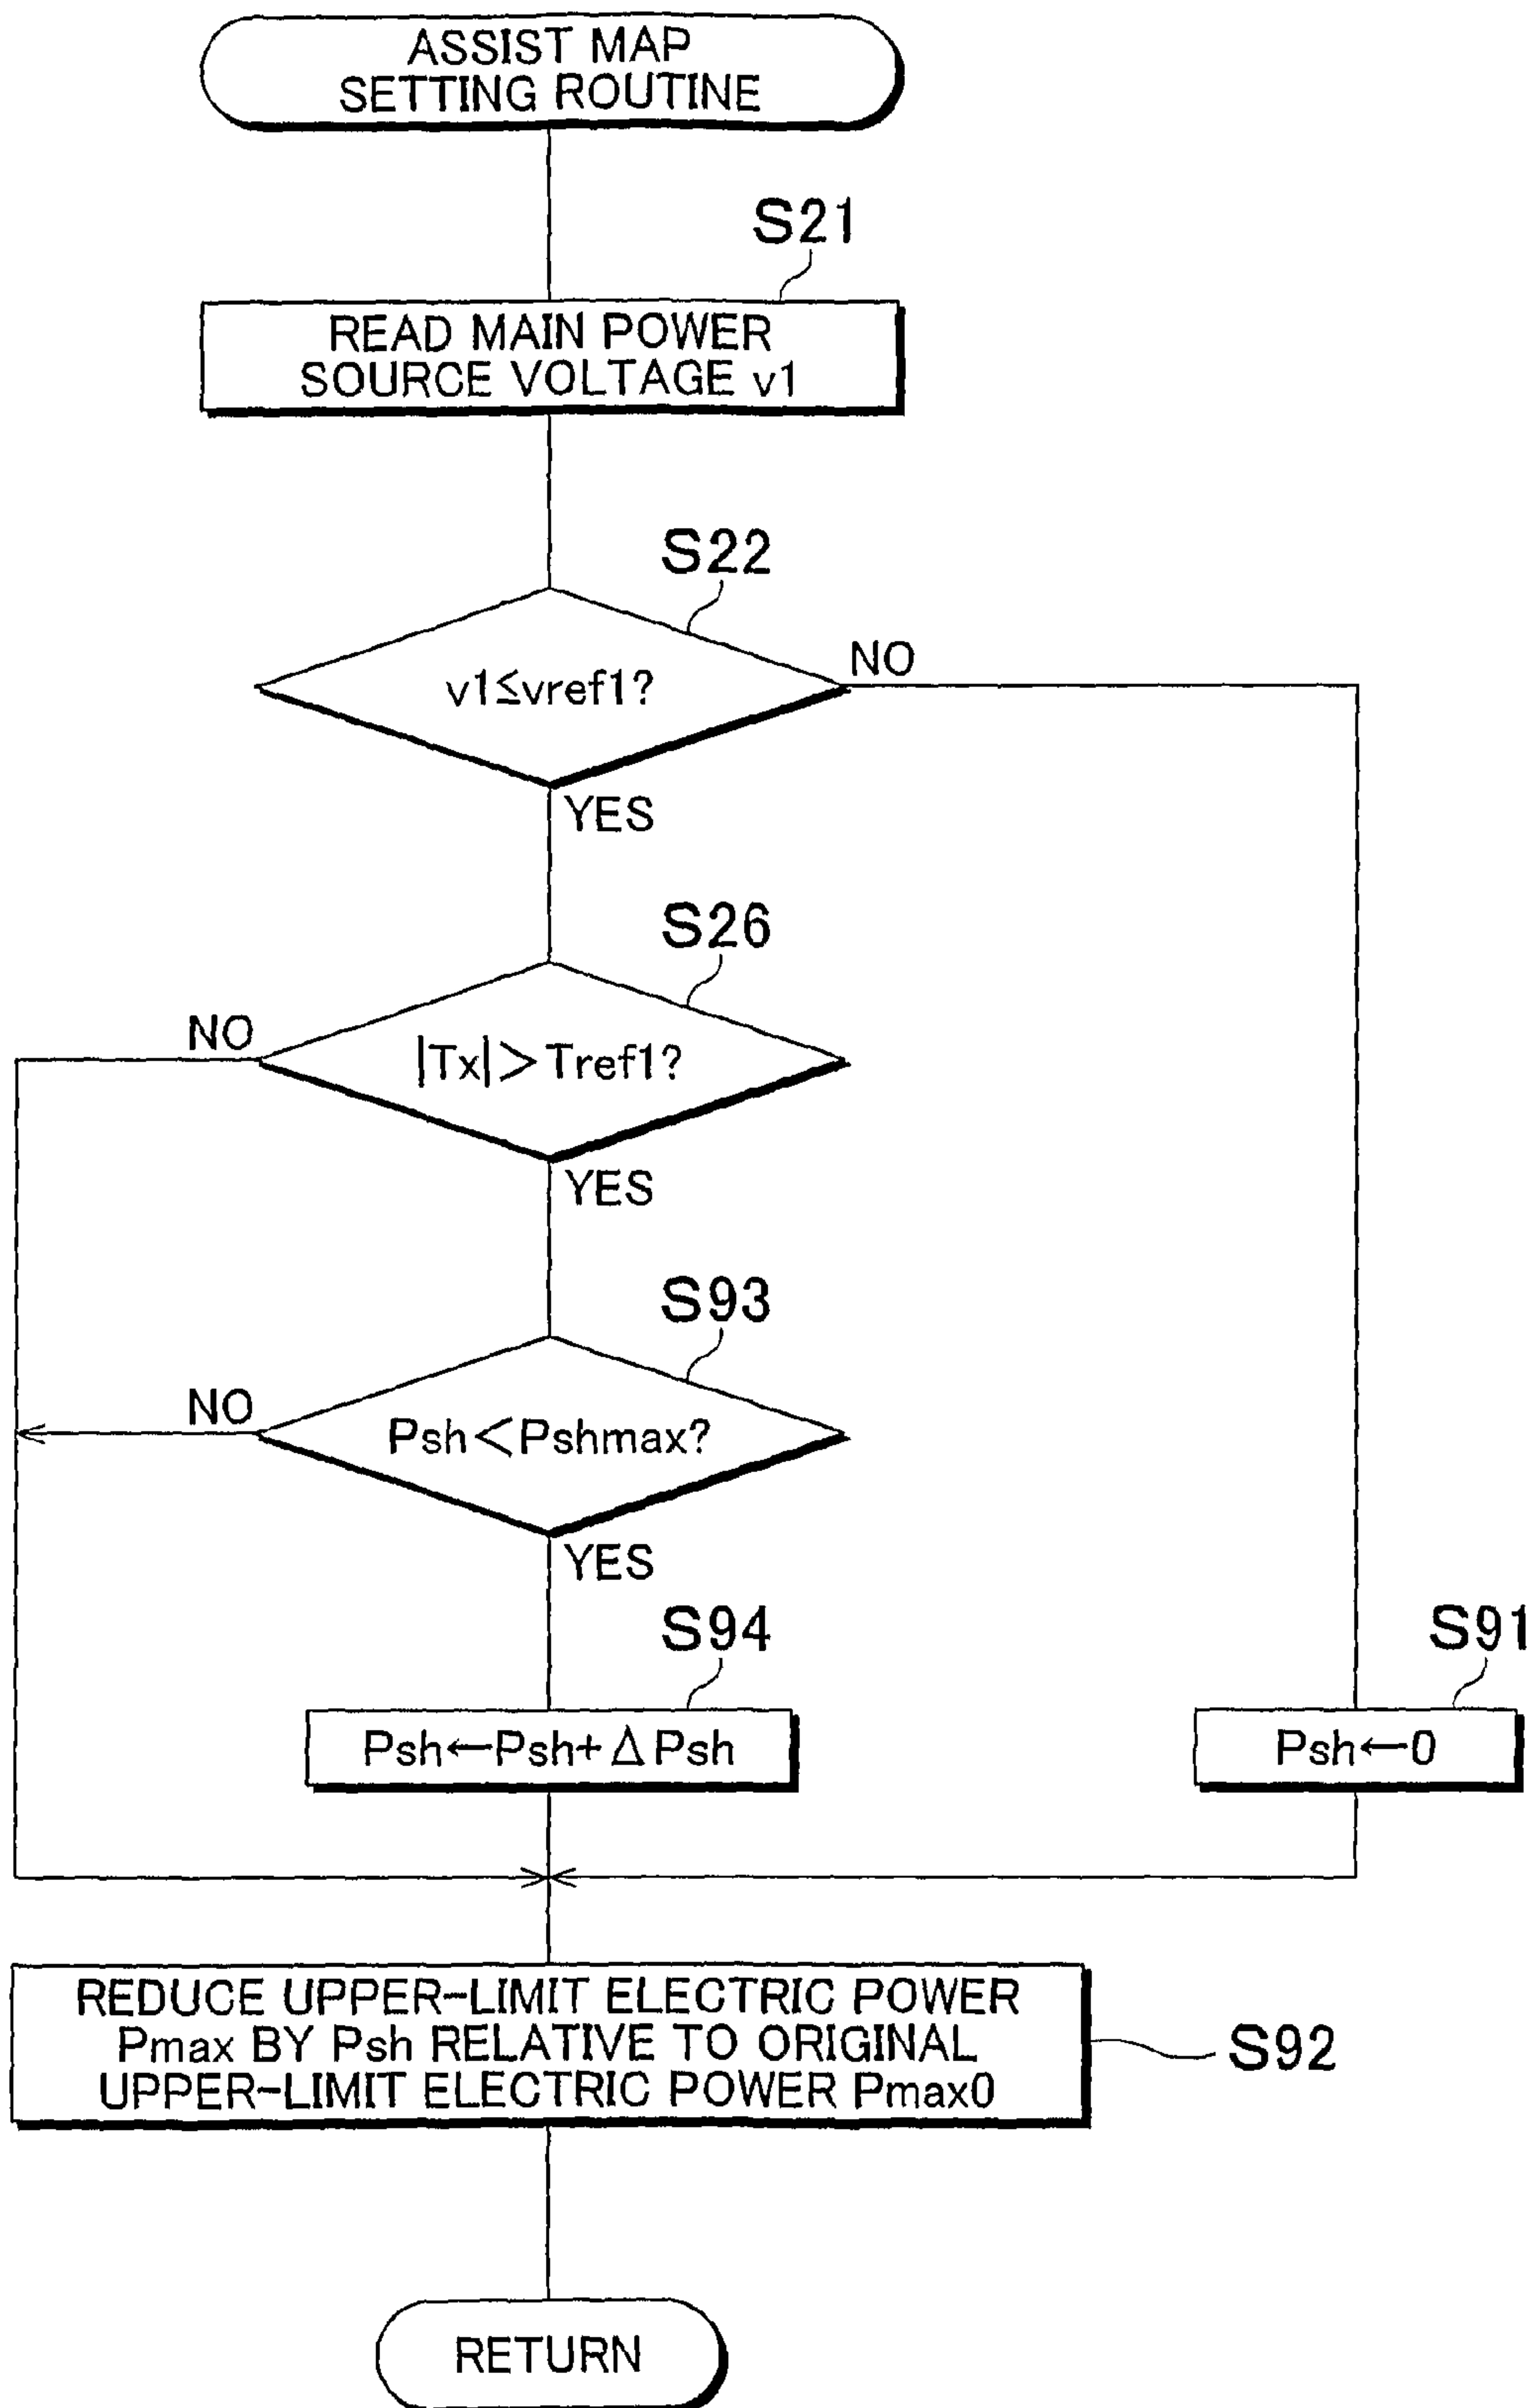 ASSIST MAP
SETTING ROUTINE
S21
READ MAIN POWER
SOURCE VOLTAGE v1
S22
v1≤vref1?
NO
YES
S26
NO
|Tx|>Tref1?
YES
S93
NO
Psh<Pshmax?
YES
S94
Psh←Psh+ΔPsh
S91
Psh←0
REDUCE UPPER-LIMIT ELECTRIC POWER
Pmax BY Psh RELATIVE TO ORIGINAL
UPPER-LIMIT ELECTRIC POWER Pmax0
S92
RETURN